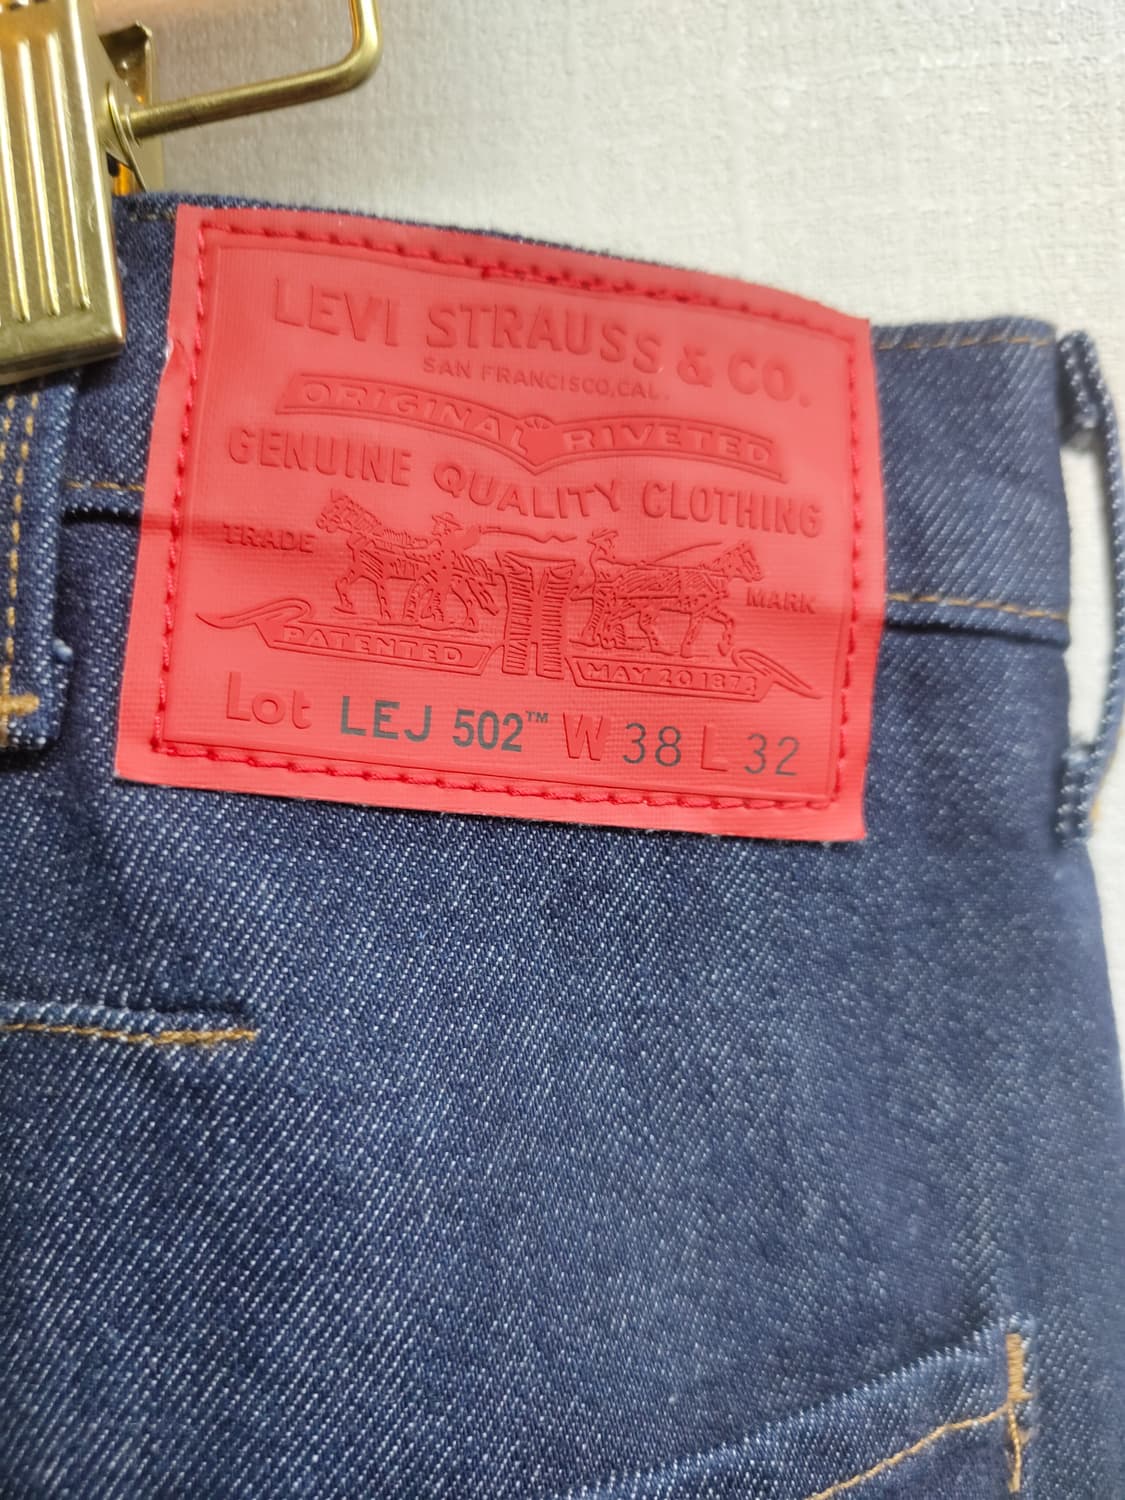 LEVI STRAUSS & CO.
SAN FRANCISCO, CAL.
ORIGINAL RIVETED
GENUINE QUALITY CLOTHING
TRADE MARK
PATENTED MAY 20 1873
Lot LEJ 502™ W 38 L 32